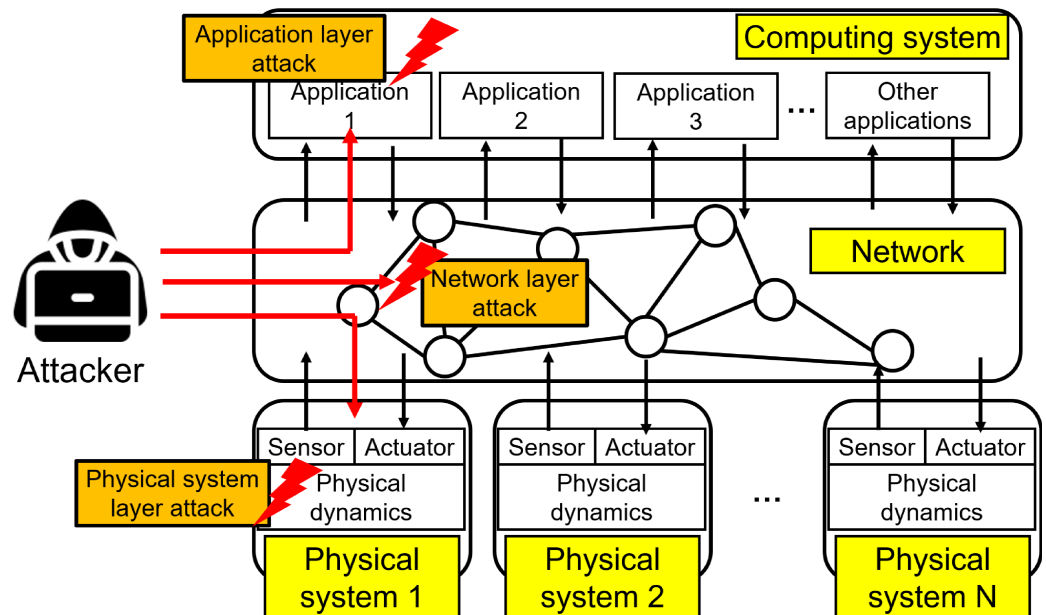 Application layer
attack
Computing system
Application
1
Application
2
Application
3
...
Other
applications
Network
Network layer
attack
Attacker
Sensor
Actuator
Sensor
Actuator
Sensor
Actuator
Physical system
layer attack
Physical
dynamics
Physical
dynamics
...
Physical
dynamics
Physical
system 1
Physical
system 2
Physical
system N